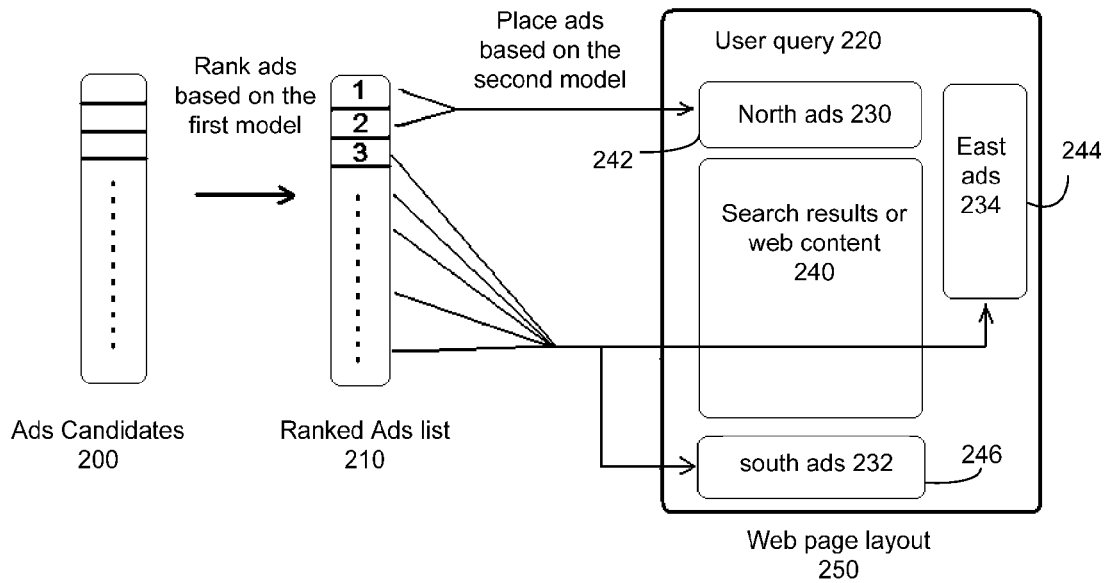 Place ads
based on the
second model
Rank ads
based on the
first model
1
2
3
Ads Candidates
200
Ranked Ads list
210
User query 220
North ads 230
242
East
ads
234
244
Search results or
web content
240
south ads 232
246
Web page layout
250